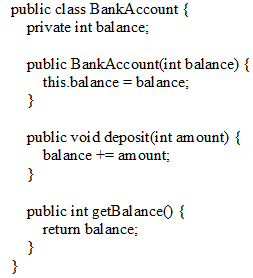 public class BankAccount {
private int balance;
public BankAccount(int balance) {
this.balance = balance;
}
public void deposit(int amount) {
balance += amount;
}
public int getBalance() {
return balance;
}
}